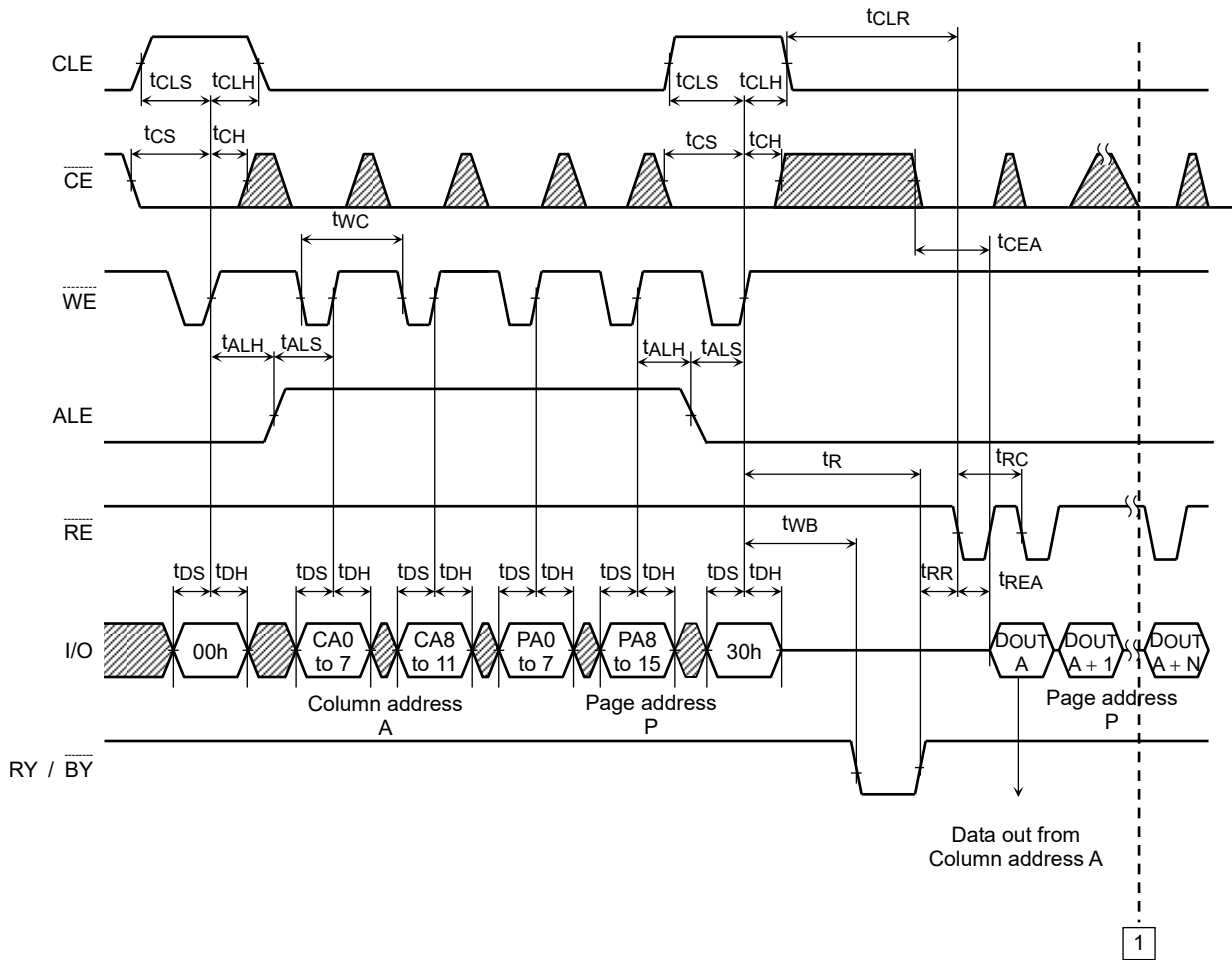 tCLR
CLE
tCLS tCLH tCLS tCLH
tCS tCH tCS tCH
CE
tWC
tCEA
WE
tALH tALS tALH tALS
ALE
tR tRC
RE
tWB
tDS tDH tDS tDH tDS tDH tDS tDH tDS tDH tDS tDH tRR tREA
I/O 00h CA0 to 7 CA8 to 11 PA0 to 7 PA8 to 15 30h DOUT A DOUT A + 1 DOUT A + N
Column address A
Page address P
Page address P
RY / BY
Data out from
Column address A
1